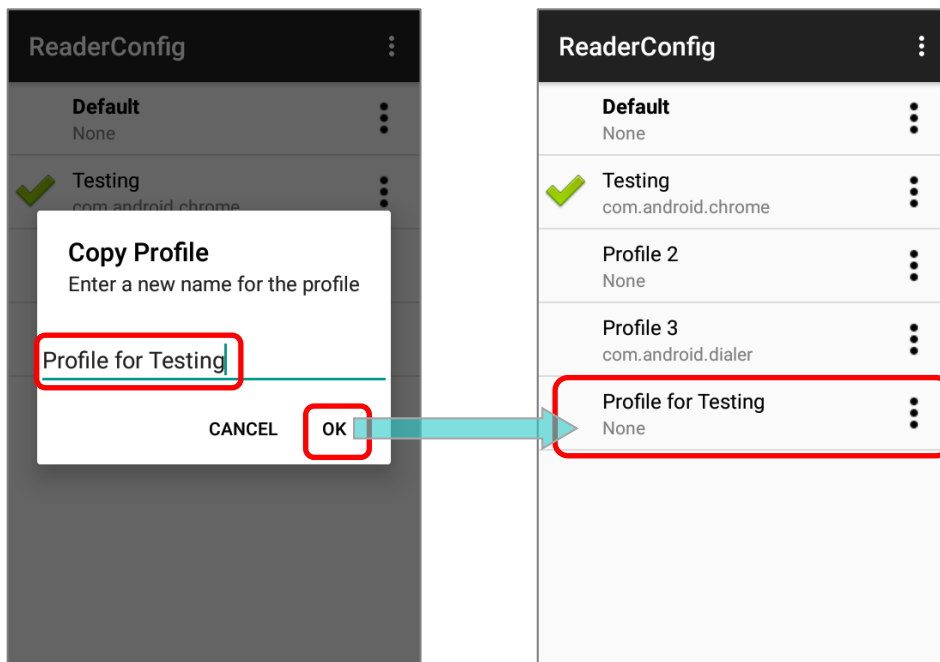 ReaderConfig
Default
None
Testing
com.android.chrome
Copy Profile
Enter a new name for the profile
Profile for Testing
CANCEL OK
ReaderConfig
Default
None
Testing
com.android.chrome
Profile 2
None
Profile 3
com.android.dialer
Profile for Testing
None